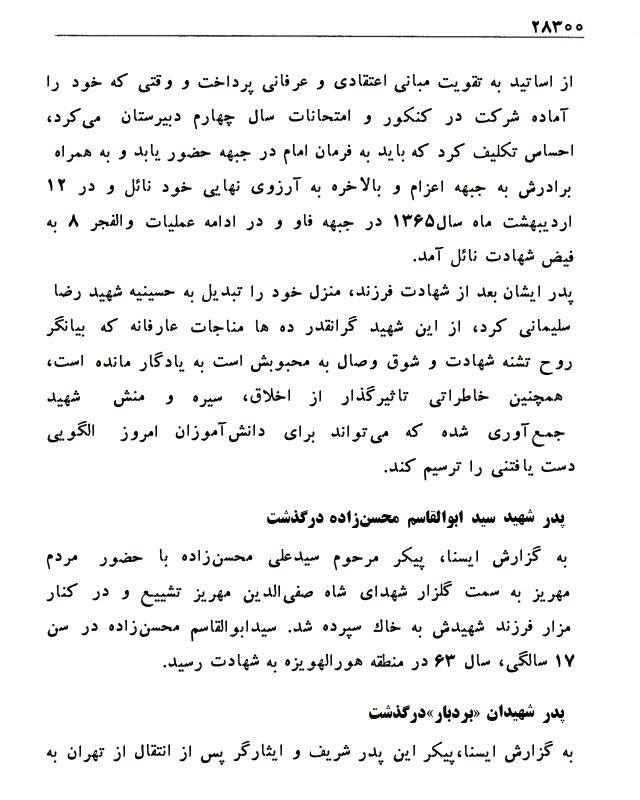 ۲۸۳۰۰
از اساتید به تقویت مبانی اعتقادی و عرفانی پرداخت و وقتی که خود را
آماده شرکت در کنکور و امتحانات سال چهارم دبیرستان می‌کرد،
احساس تکلیف کرد که باید به فرمان امام در جبهه حضور یابد و به همراه
برادرش به جبهه اعزام و بالاخره به آرزوی نهایی خود نائل و در ۱۲
اردیبهشت ماه سال۱۳۶۵ در جبهه فاو و در ادامه عملیات والفجر ۸ به
فیض شهادت نائل آمد.
پدر ایشان بعد از شهادت فرزند، منزل خود را تبدیل به حسینیه شهید رضا
سلیمانی کرد، از این شهید گرانقدر ده ها مناجات عارفانه که بیانگر
روح تشنه شهادت و شوق وصال به محبوبش است به یادگار مانده است،
همچنین خاطراتی تاثیرگذار از اخلاق، سیره و منش شهید
جمع‌آوری شده که می‌تواند برای دانش‌آموزان امروز الگویی
دست یافتنی را ترسیم کند.
پدر شهید سید ابوالقاسم محسن‌زاده درگذشت
به گزارش ایسنا، پیکر مرحوم سیدعلی محسن‌زاده با حضور مردم
مهریز به سمت گلزار شهدای شاه صفی‌الدین مهریز تشییع و در کنار
مزار فرزند شهیدش به خاك سپرده شد. سیدابوالقاسم محسن‌زاده در سن
۱۷ سالگی، سال ۶۳ در منطقه هورالهویزه به شهادت رسید.
پدر شهیدان «بردبار»درگذشت
به گزارش ایسنا،پیکر این پدر شریف و ایثارگر پس از انتقال از تهران به